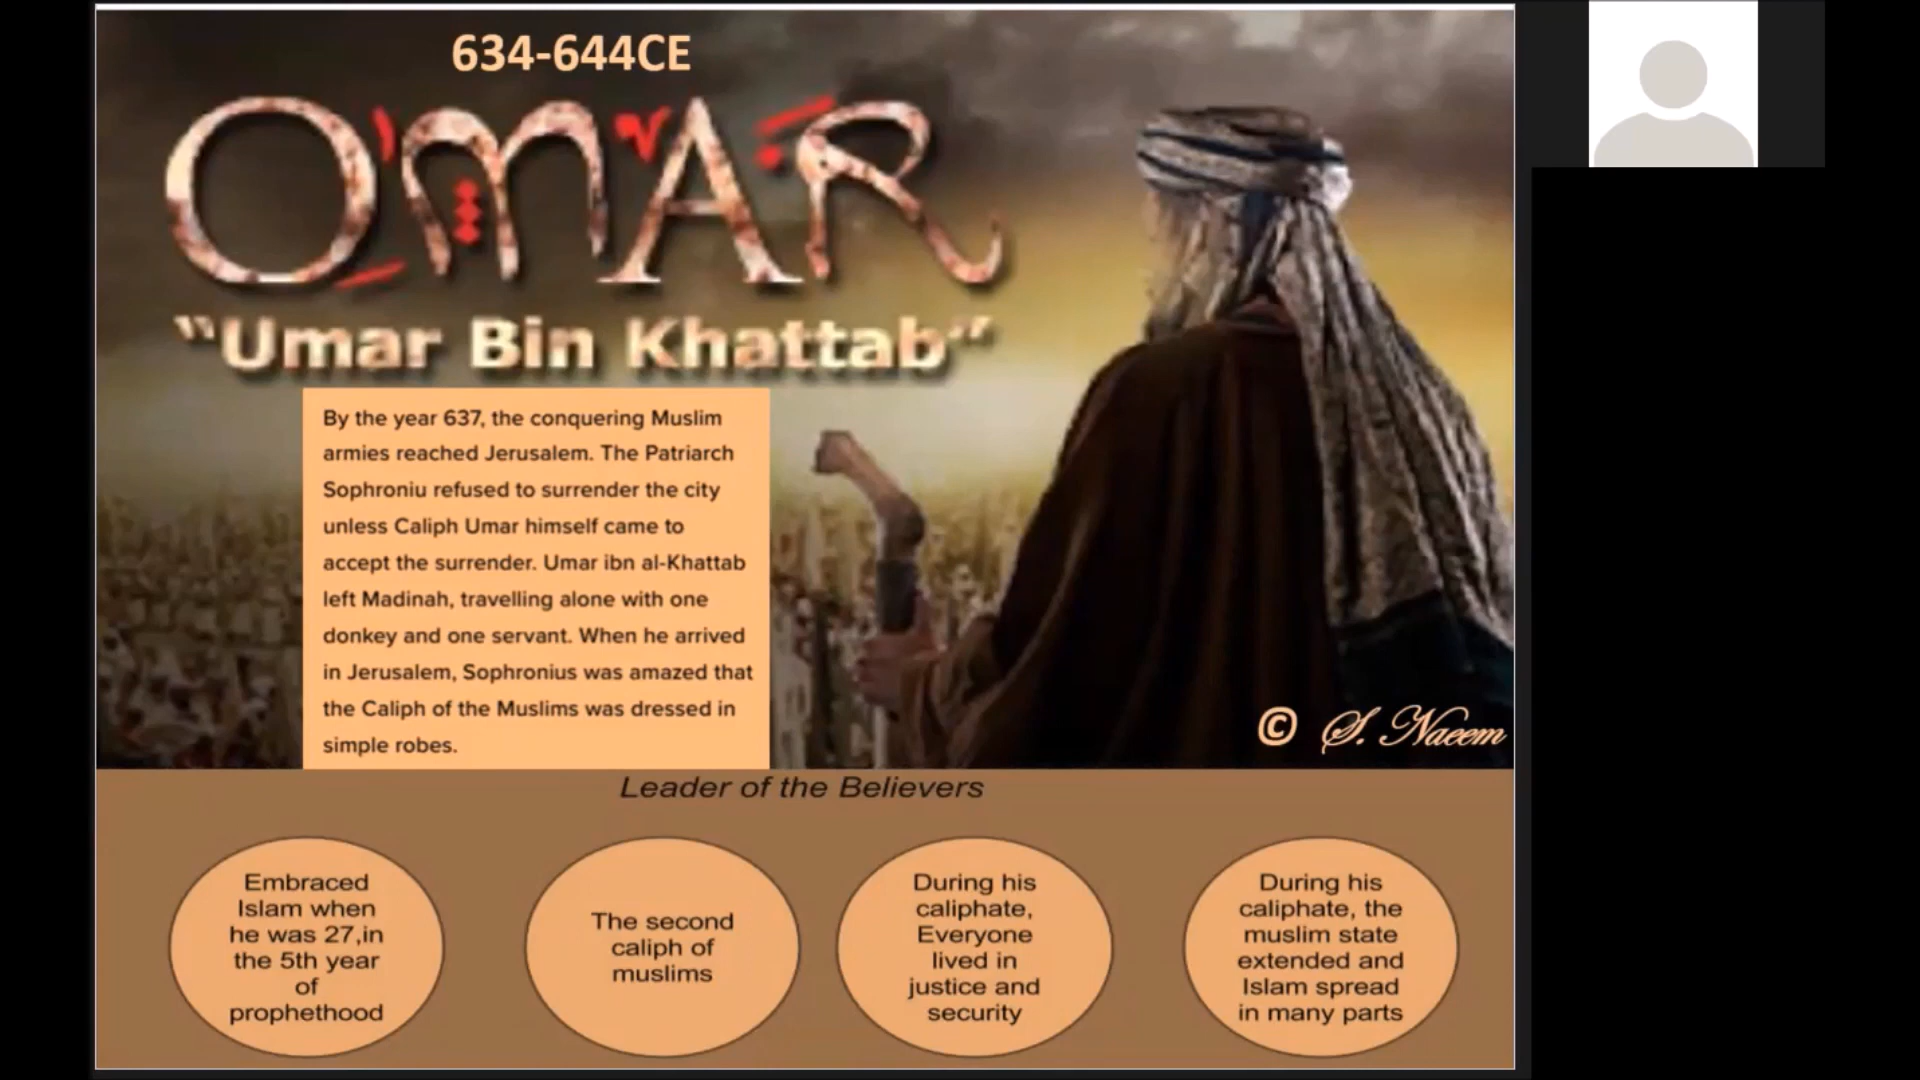 634-644CE
OMAR
"Umar Bin Khattab"
By the year 637, the conquering Muslim
armies reached Jerusalem. The Patriarch
Sophroniu refused to surrender the city
unless Caliph Umar himself came to
accept the surrender. Umar ibn al-Khattab
left Madinah, travelling alone with one
donkey and one servant. When he arrived
in Jerusalem, Sophronius was amazed that
the Caliph of the Muslims was dressed in
simple robes.
© S. Naeem
Leader of the Believers
Embraced
Islam when
he was 27,in
the 5th year
of
prophethood
The second
caliph of
muslims
During his
caliphate,
Everyone
lived in
justice and
security
During his
caliphate, the
muslim state
extended and
Islam spread
in many parts